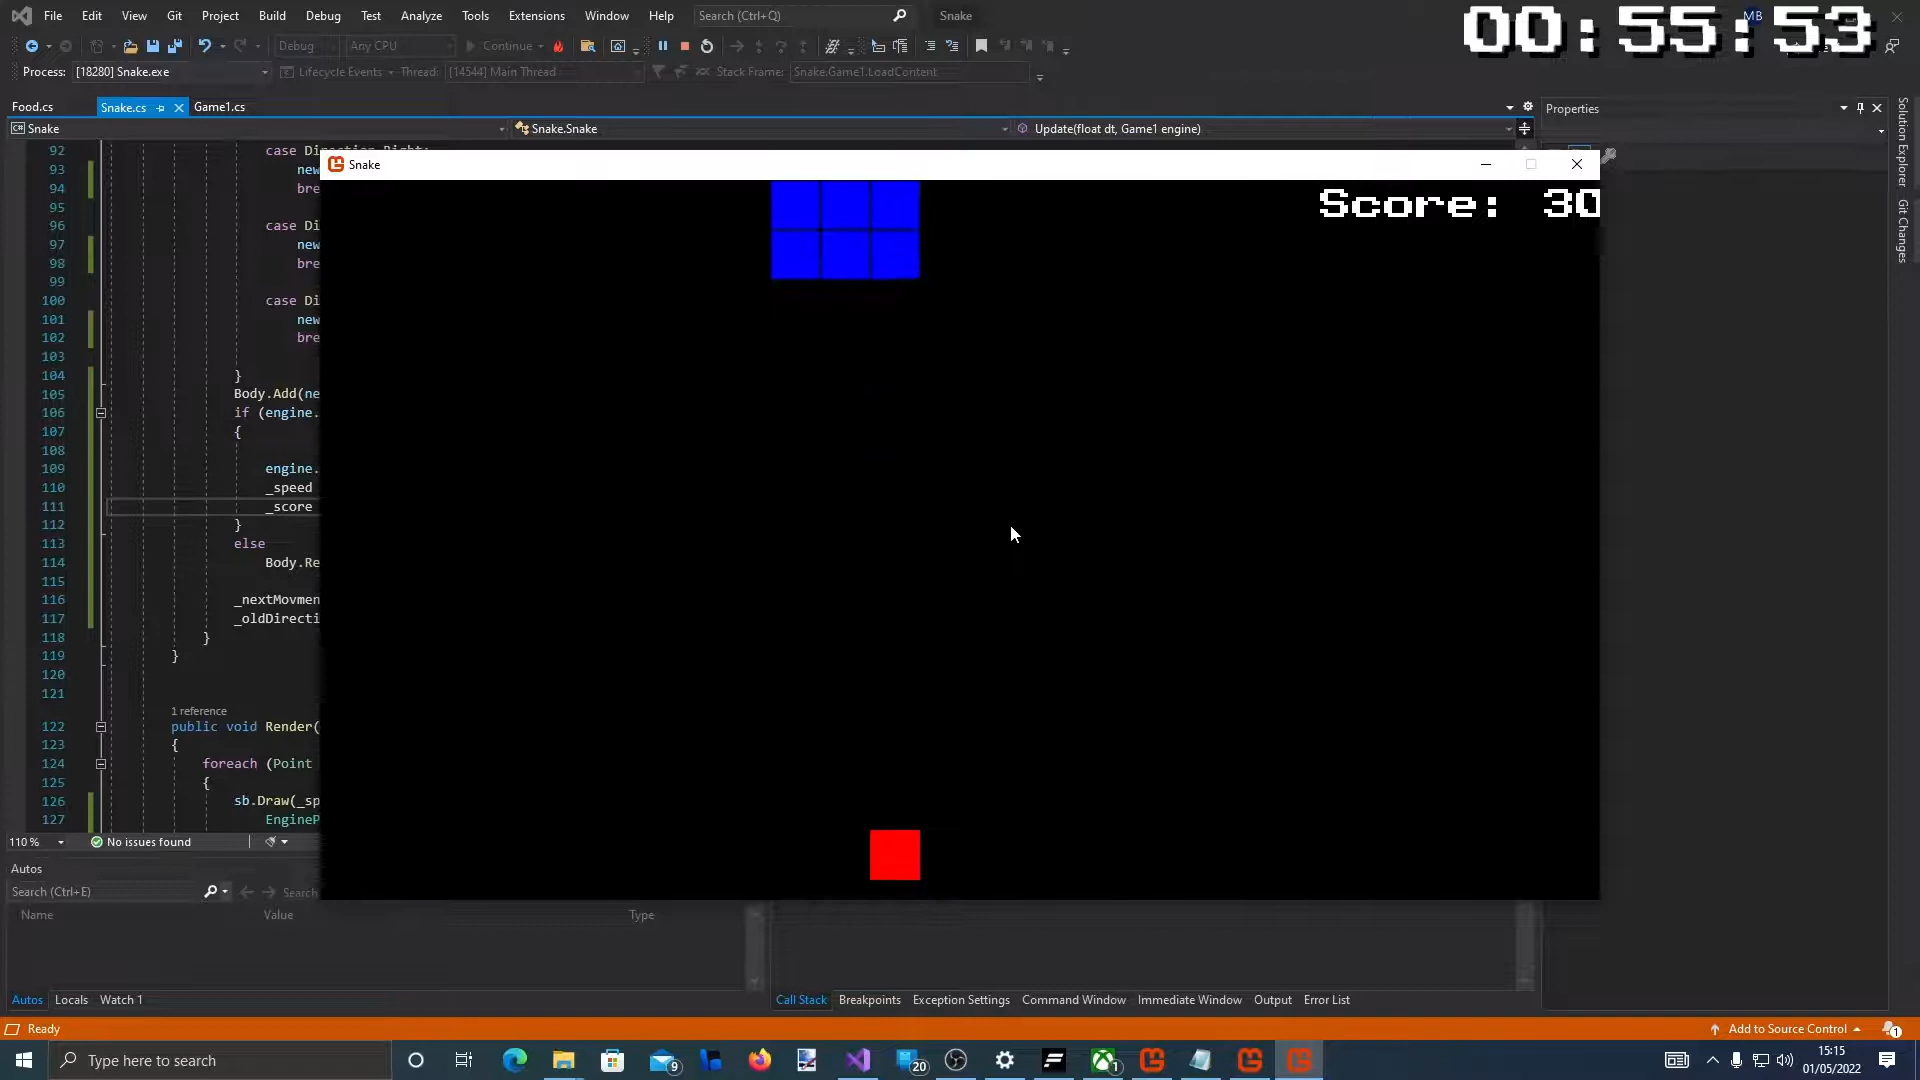 File Edit View Git Project Build Debug Test Analyze Tools Extensions Window Help Search (Ctrl+Q) Snake MB
00:55:53
Debug Any CPU Continue
Process: [18280] Snake.exe Lifecycle Events Thread: [14544] Main Thread Stack Frame: Snake.Game1.LoadContent
Food.cs Snake.cs Game1.cs Properties
Snake Snake.Snake Update(float dt, Game1 engine)
Solution Explorer
Git Changes
Snake
Score: 30
92 case Direction.Right:
93 new
94 bre
95
96 case Di
97 new
98 bre
99
100 case Di
101 new
102 bre
103
104 }
105 Body.Add(ne
106 if (engine.
107 {
108
109 engine.
110 _speed
111 _score
112 }
113 else
114 Body.Re
115
116 _nextMovmen
117 _oldDirecti
118 }
119 }
120
121
1 reference
122 public void Render(
123 {
124 foreach (Point
125 {
126 sb.Draw(_sp
127 EngineP
110 % No issues found
Autos
Search (Ctrl+E) Search
Name Value Type
Autos Locals Watch 1 Call Stack Breakpoints Exception Settings Command Window Immediate Window Output Error List
Ready Add to Source Control 1
Type here to search 9 20 1 15:15
01/05/2022